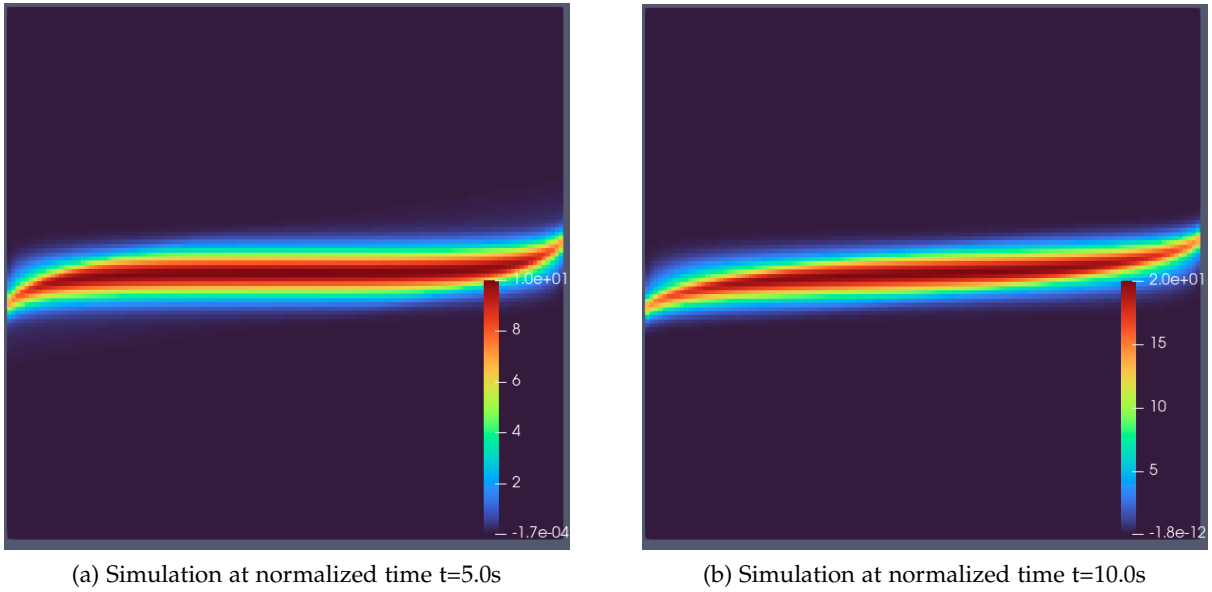 1.0e+01
8
6
4
2
-1.7e-04
2.0e+01
15
10
5
-1.8e-12
(a) Simulation at normalized time t=5.0s
(b) Simulation at normalized time t=10.0s